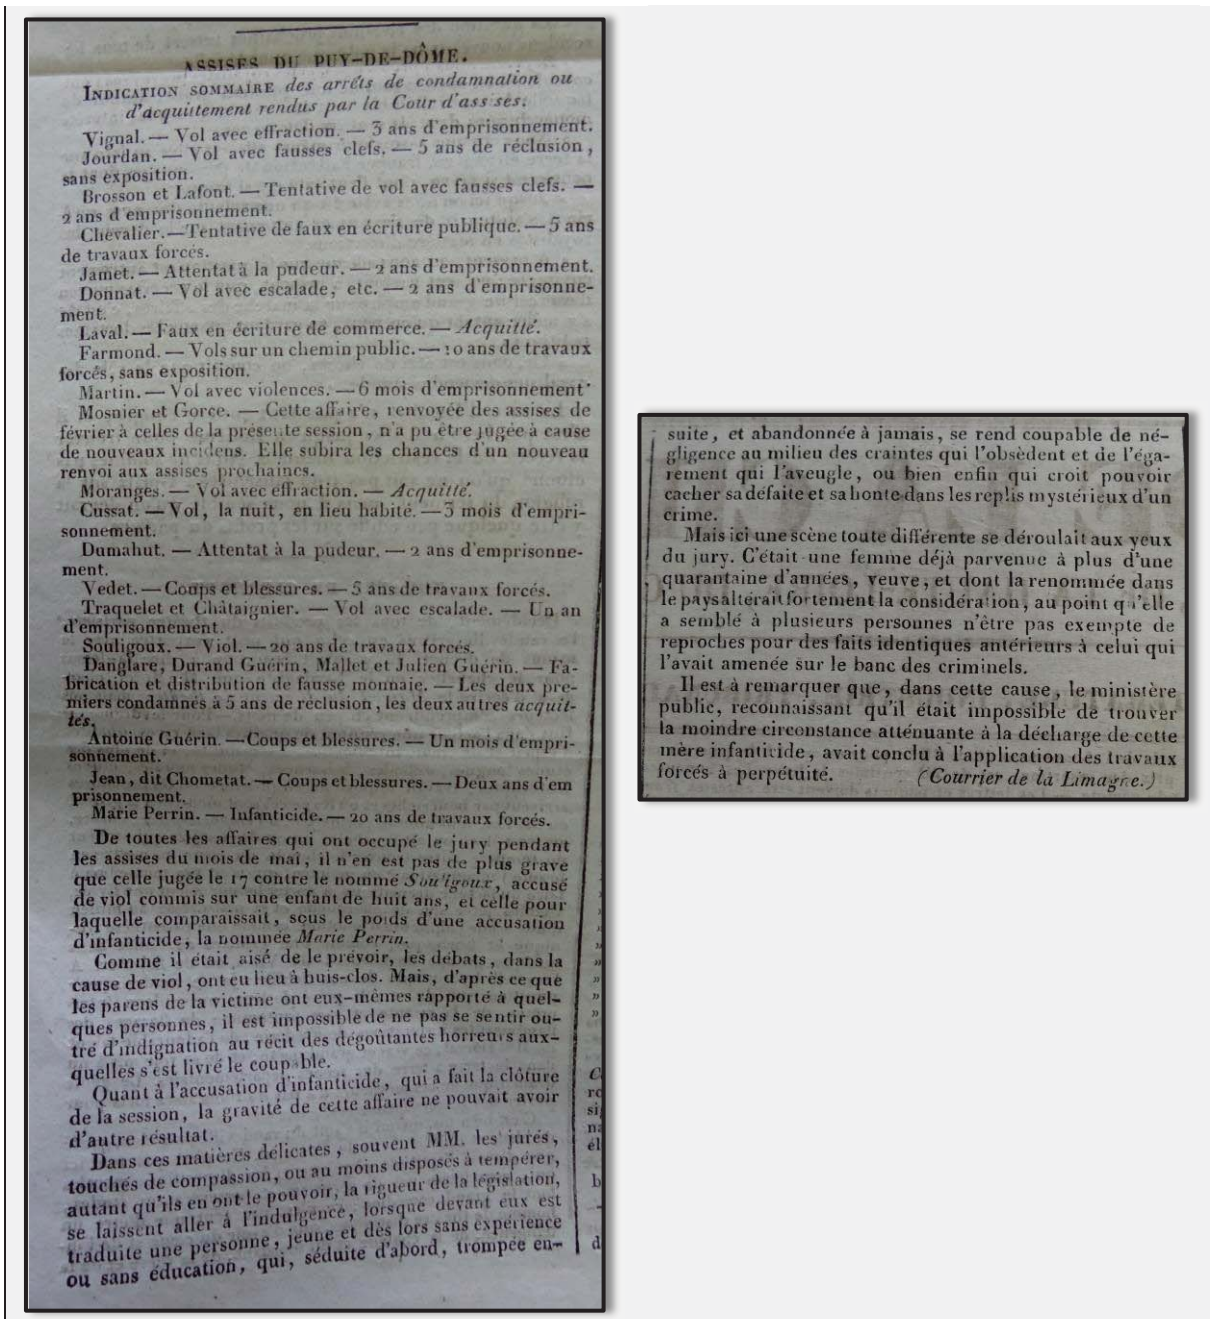 ASSISES DU PUY-DE-DÔME.
INDICATION SOMMAIRE des arrêts de condamnation ou
d'acquittement rendus par la Cour d'ass ses.
Vignal. — Vol avec effraction. — 3 ans d'emprisonnement.
Jourdan. — Vol avec fausses clefs. — 5 ans de réclusion,
sans exposition.
Brosson et Lafont. — Tentative de vol avec fausses clefs. —
2 ans d'emprisonnement.
Chevalier. — Tentative de faux en écriture publique. — 5 ans
de travaux forcés.
Jamet. — Attentat à la pudeur. — 2 ans d'emprisonnement.
Donnat. — Vol avec escalade, etc. — 2 ans d'emprisonne-
ment.
Laval. — Faux en écriture de commerce. — Acquitté.
Farmond. — Vols sur un chemin public. — 10 ans de travaux
forcés, sans exposition.
Martin. — Vol avec violences. — 6 mois d'emprisonnement'
Mosnier et Gorce. — Cette affaire, renvoyée des assises de
février à celles de la présente session, n'a pu être jugée à cause
de nouveaux incidens. Elle subira les chances d'un nouveau
renvoi aux assises prochaines.
Moranges. — Vol avec effraction. — Acquitté.
Cussat. — Vol, la nuit, en lieu habité. — 3 mois d'empri-
sonnement.
Dumahut. — Attentat à la pudeur. — 2 ans d'emprisonne-
ment.
Vedet. — Coups et blessures. — 5 ans de travaux forcés.
Traquelet et Châtaignier. — Vol avec escalade. — Un an
d'emprisonnement.
Souligoux. — Viol. — 20 ans de travaux forcés.
Danglare, Durand Guérin, Mallet et Julien Guérin. — Fa-
brication et distribution de fausse monnaie. — Les deux pre-
miers condamnés à 5 ans de réclusion, les deux autres acquit-
tés.
Antoine Guérin. — Coups et blessures. — Un mois d'empri-
sonnement.
Jean, dit Chometat. — Coups et blessures. — Deux ans d'em
prisonnement.
Marie Perrin. — Infanticide. — 20 ans de travaux forcés.
De toutes les affaires qui ont occupé le jury pendant
les assises du mois de mai, il n'en est pas de plus grave
que celle jugée le 17 contre le nommé Sou'igoux, accusé
de viol commis sur une enfant de huit ans, et celle pour
laquelle comparaissait, sous le poids d'une accusation
d'infanticide, la nommée Marie Perrin.
Comme il était aisé de le prévoir, les débats, dans la
cause de viol, ont eu lieu à huis-clos. Mais, d'après ce que
les parens de la victime ont eux-mêmes rapporté à quel-
ques personnes, il est impossible de ne pas se sentir ou-
tré d'indignation au récit des dégoûtantes horreurs aux-
quelles s'est livré le coupable.
Quant à l'accusation d'infanticide, qui a fait la clôture
de la session, la gravité de cette affaire ne pouvait avoir
d'autre résultat.
Dans ces matières délicates, souvent MM. les jurés,
touchés de compassion, ou au moins disposés à tempérer,
autant qu'ils en ont le pouvoir, la rigueur de la législation,
se laissent aller à l'indulgence, lorsque devant eux est
traduite une personne, jeune et dès lors sans expérience
ou sans éducation, qui, séduite d'abord, trompée en-
suite, et abandonnée à jamais, se rend coupable de né-
gligence au milieu des craintes qui l'obsèdent et de l'éga-
rement qui l'aveugle, ou bien enfin qui croit pouvoir
cacher sa défaite et sa honte dans les replis mystérieux d'un
crime.
Mais ici une scène toute différente se déroulait aux yeux
du jury. C'était une femme déjà parvenue à plus d'une
quarantaine d'années, veuve, et dont la renommée dans
le pays altérait fortement la considération, au point qu'elle
a semblé à plusieurs personnes n'être pas exempte de
reproches pour des faits identiques antérieurs à celui qui
l'avait amenée sur le banc des criminels.
Il est à remarquer que, dans cette cause, le ministère
public, reconnaissant qu'il était impossible de trouver
la moindre circonstance atténuante à la décharge de cette
mère infanticide, avait conclu à l'application des travaux
forcés à perpétuité. (Courrier de la Limagne.)